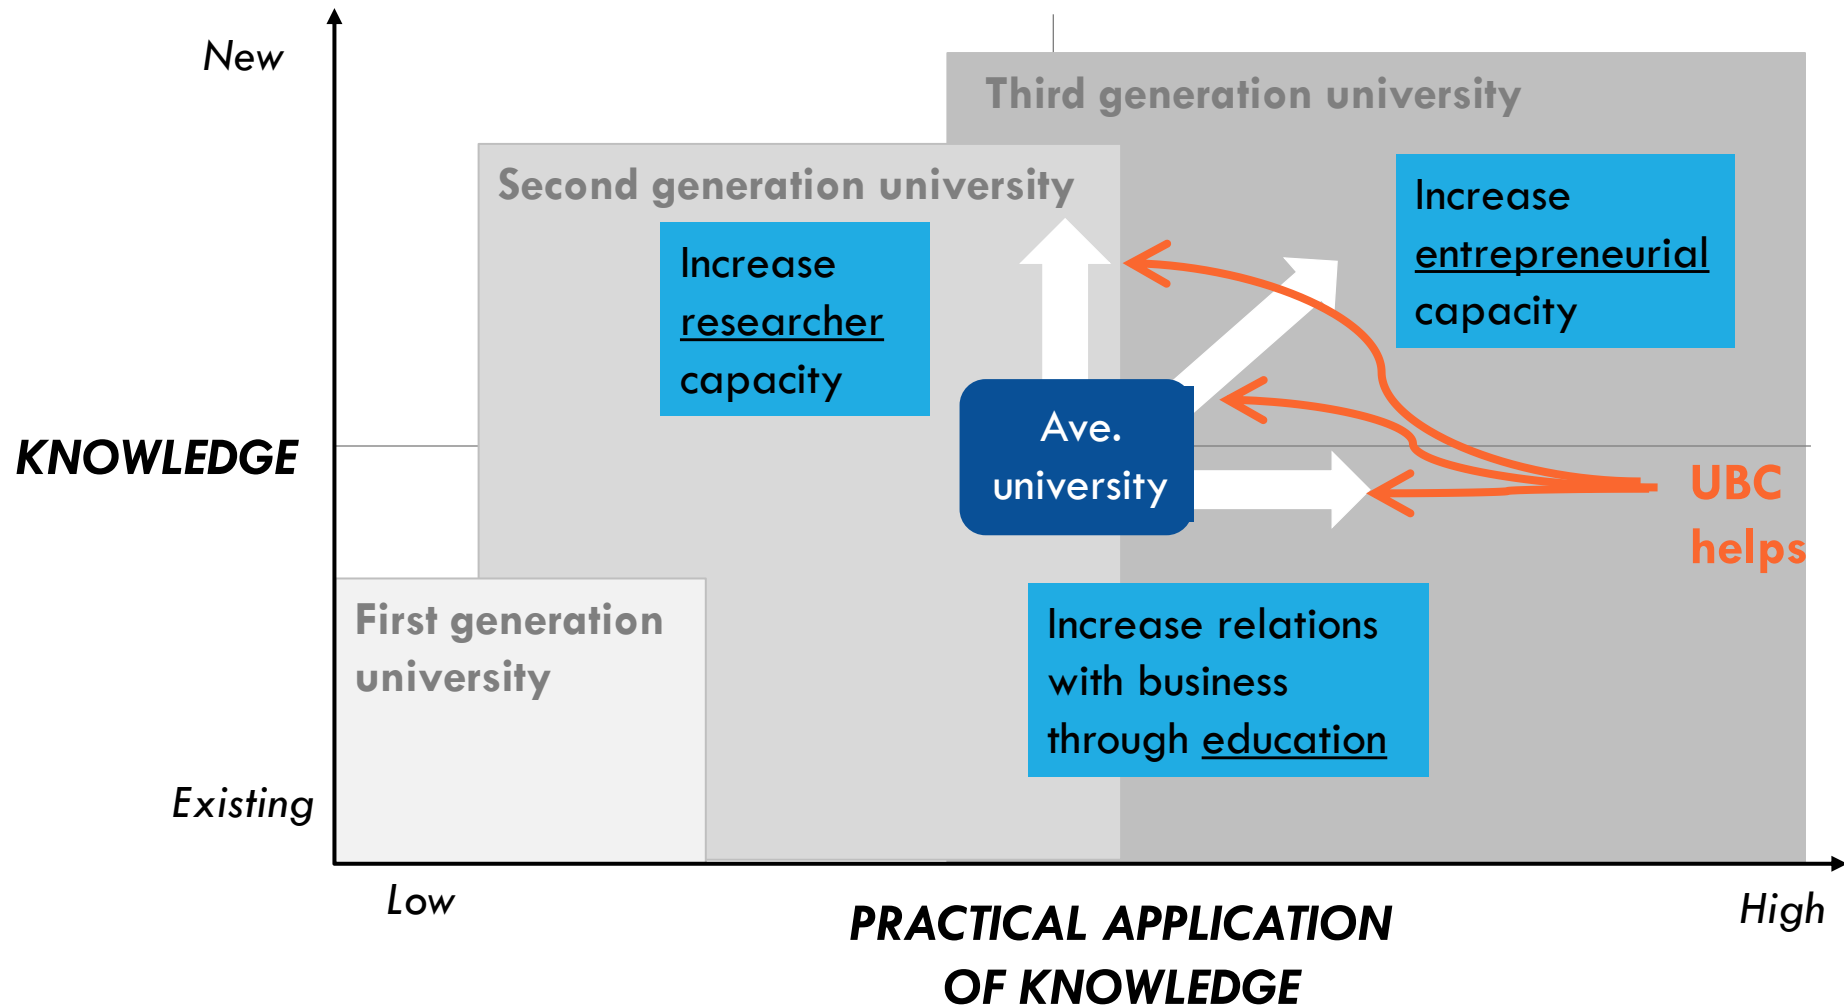 New
Third generation university
Second generation university
Increase
entrepreneurial
capacity
Increase
researcher
capacity
Ave.
university
KNOWLEDGE
UBC
helps
First generation
university
Increase relations
with business
through education
Existing
Low
High
PRACTICAL APPLICATION
OF KNOWLEDGE